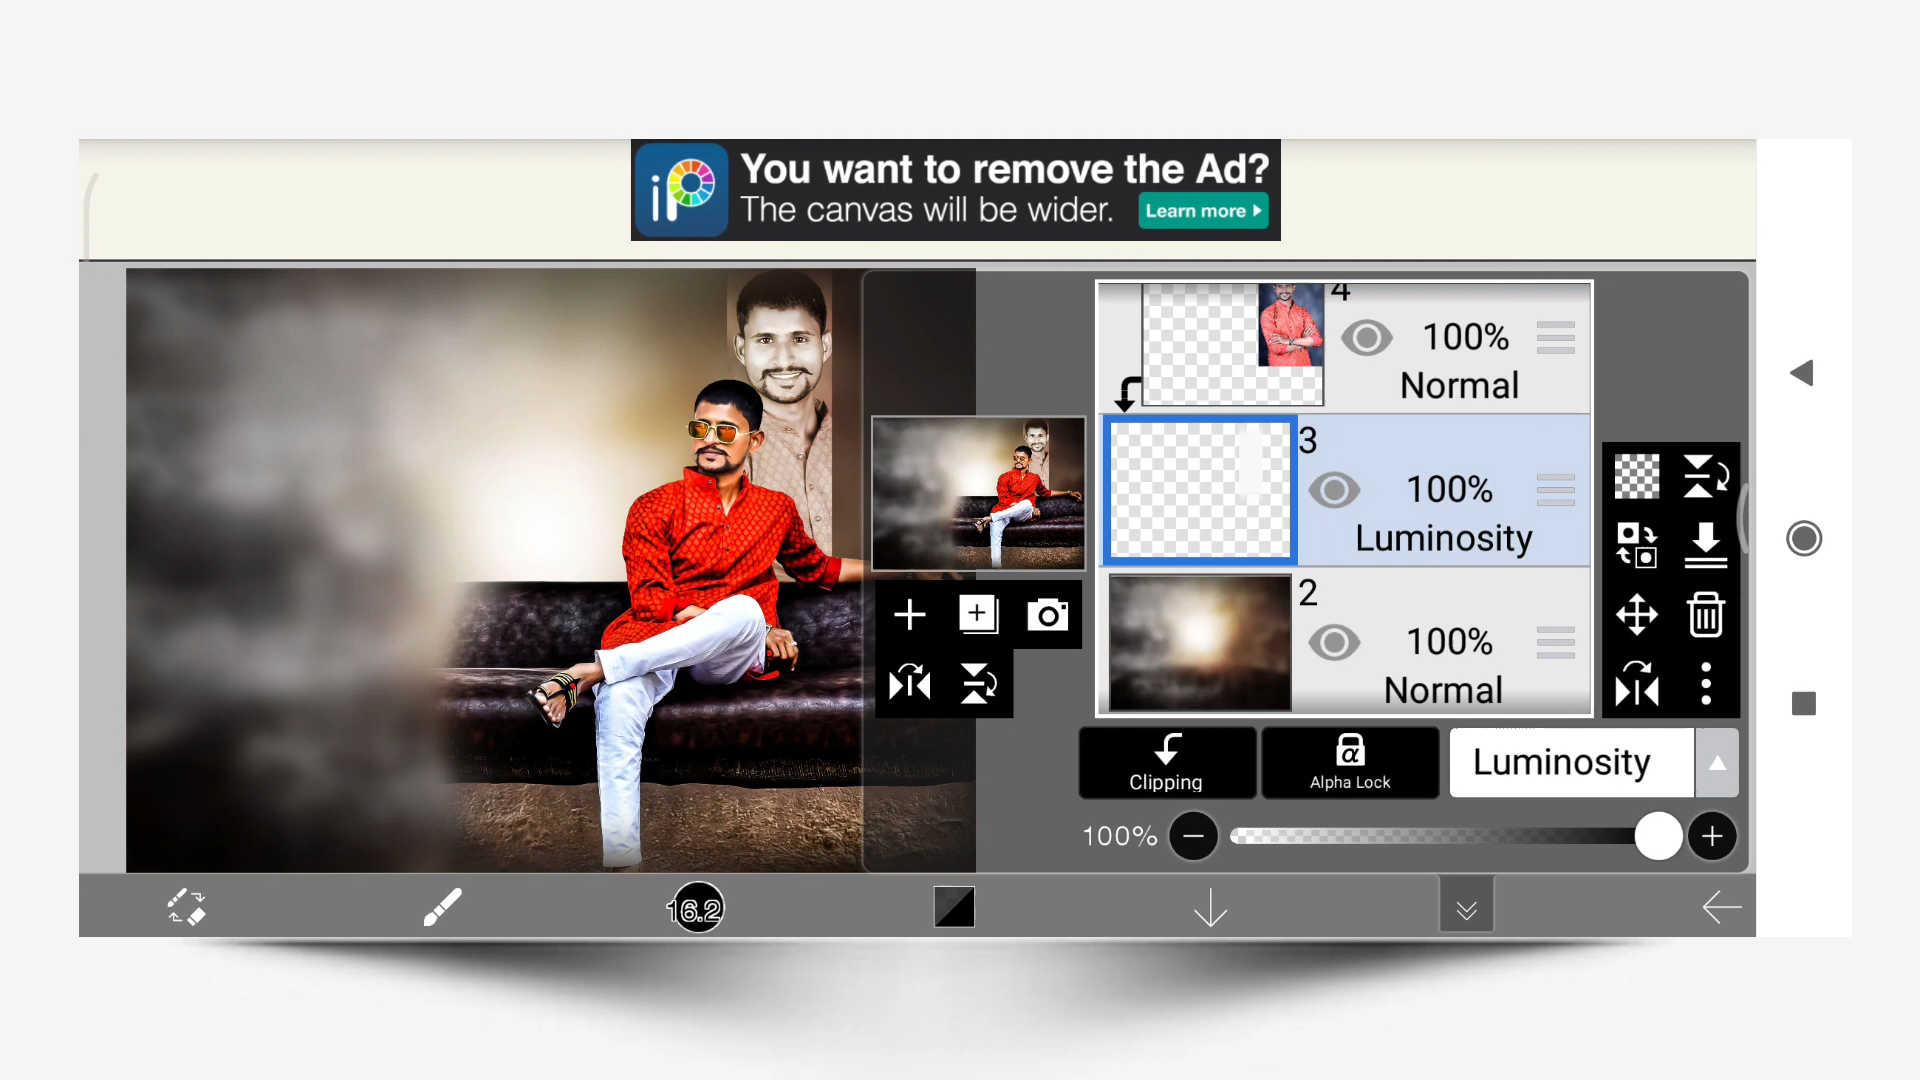 iP
You want to remove the Ad?
The canvas will be wider.
Learn more
4
100%
Normal
3
100%
Luminosity
2
100%
Normal
Clipping
α
Alpha Lock
Luminosity
100%
16.2